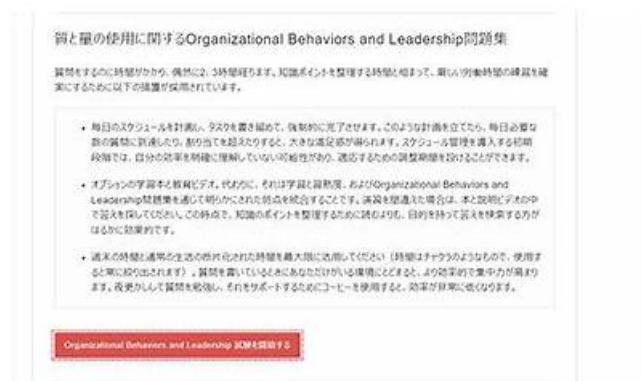 質と量の使用に関するOrganizational Behaviors and Leadership問題集
質問をするのに時間がかかり、偶然に2、3時間経ちます。知識ポイントを整理する時間と相まって、厳しい労働時間の練習を確
実にするために以下の措置が採用されています。
• 毎日のスケジュールを計画し、タスクを書き留めて、強制的に完了させます。このような計画を立てたら、毎日必要な
数の質問に到達したり、割り当てを超えたりすると、大きな満足感が得られます。スケジュール管理を導入する初期
段階では、自分の効率を明確に理解していない可能性があり、適応するための調整期間を設けることができます。
• オプションの学習本と教育ビデオ。代わりに、それは学習と習熟度、およびOrganizational Behaviors and
Leadership問題集を通じて明らかにされた弱点を統合することです。演習を間違えた場合は、本と説明ビデオの中
で答えを探してください。この時点で、知識のポイントを整理するために読むよりも、目的を持って答えを検索する方が
はるかに効果的です。
• 週末の時間と通常の生活の断片化された時間を最大限に活用してください（時間はチャクラのようなもので、使用す
ると常に絞り出されます）。質問を書いているときにあなただけがいる環境にとどまると、より効率的で集中力が高まり
ます。夜更かしして質問を勉強し、それをサポートするためにコーヒーを使用すると、効率が非常に低くなります。
Organizational Behaviors and Leadership 試験を開始する